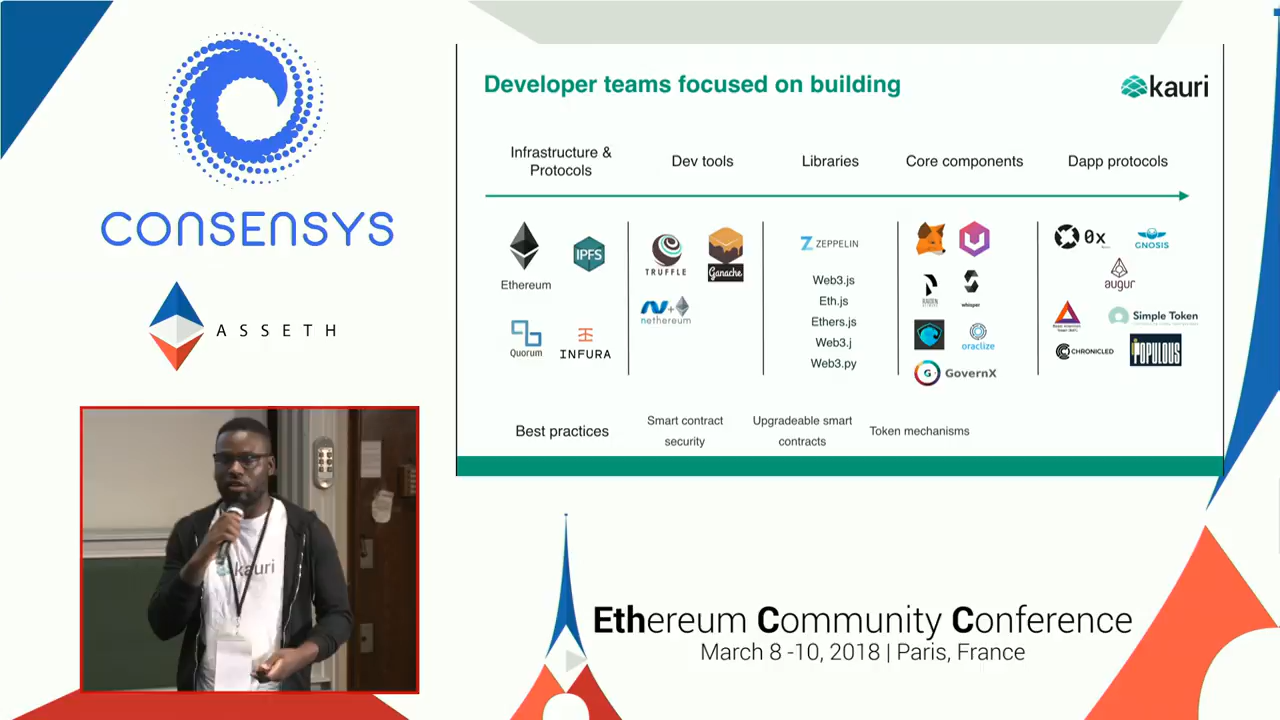 CONSENSYS
ASSETH
Developer teams focused on building
kauri
Infrastructure &
Protocols
Dev tools
Libraries
Core components
Dapp protocols
Ethereum
IPFS
Quorum
INFURA
TRUFFLE
Ganache
N+
nethereum
Z ZEPPELIN
Web3.js
Eth.js
Ethers.js
Web3.j
Web3.py
whisper
oraclize
G GovernX
0x
GNOSIS
augur
Simple Token
CHRONICLED
POPULOUS
Best practices
Smart contract
security
Upgradeable smart
contracts
Token mechanisms
kauri
Ethereum Community Conference
March 8 -10, 2018 | Paris, France